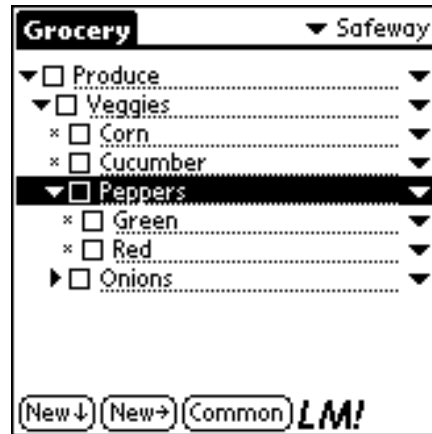 Grocery Safeway
Produce
Veggies
Corn
Cucumber
Peppers
Green
Red
Onions
New↓ New→ Common LM!